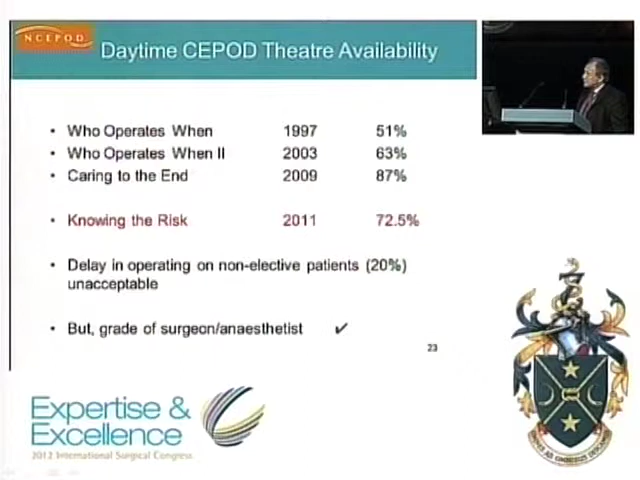 NCEPOD
Daytime CEPOD Theatre Availability
• Who Operates When 1997 51%
• Who Operates When II 2003 63%
• Caring to the End 2009 87%
• Knowing the Risk 2011 72.5%
• Delay in operating on non-elective patients (20%)
unacceptable
• But, grade of surgeon/anaesthetist ✓
23
Expertise &
Excellence
2012 International Surgical Congress